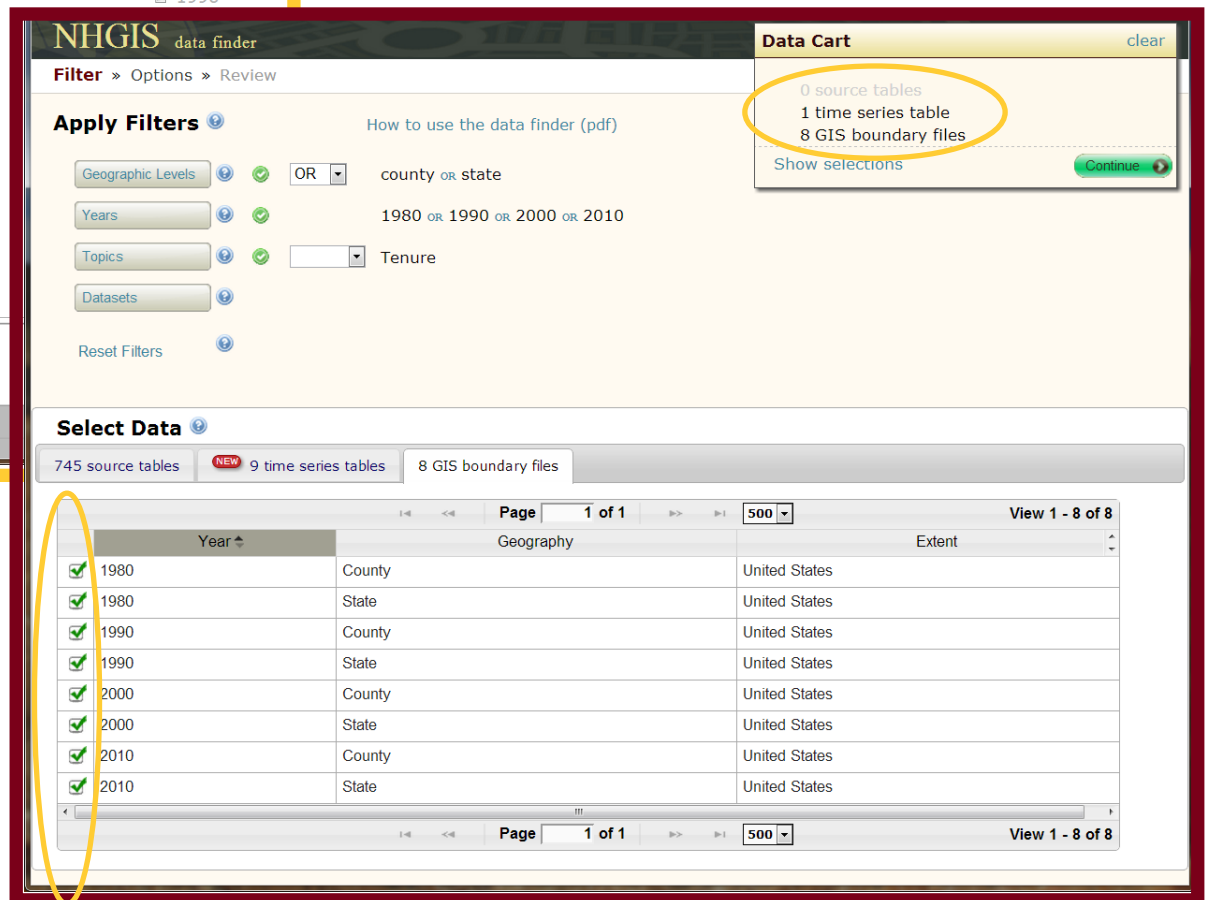 1990
NHGIS data finder
Data Cart clear
Filter » Options » Review
0 source tables
1 time series table
8 GIS boundary files
Show selections Continue
Apply Filters How to use the data finder (pdf)
Geographic Levels OR county OR state
Years 1980 OR 1990 OR 2000 OR 2010
Topics Tenure
Datasets
Reset Filters
Select Data
745 source tables NEW 9 time series tables 8 GIS boundary files
Page 1 of 1 500 View 1 - 8 of 8
Year Geography Extent
1980 County United States
1980 State United States
1990 County United States
1990 State United States
2000 County United States
2000 State United States
2010 County United States
2010 State United States
Page 1 of 1 500 View 1 - 8 of 8